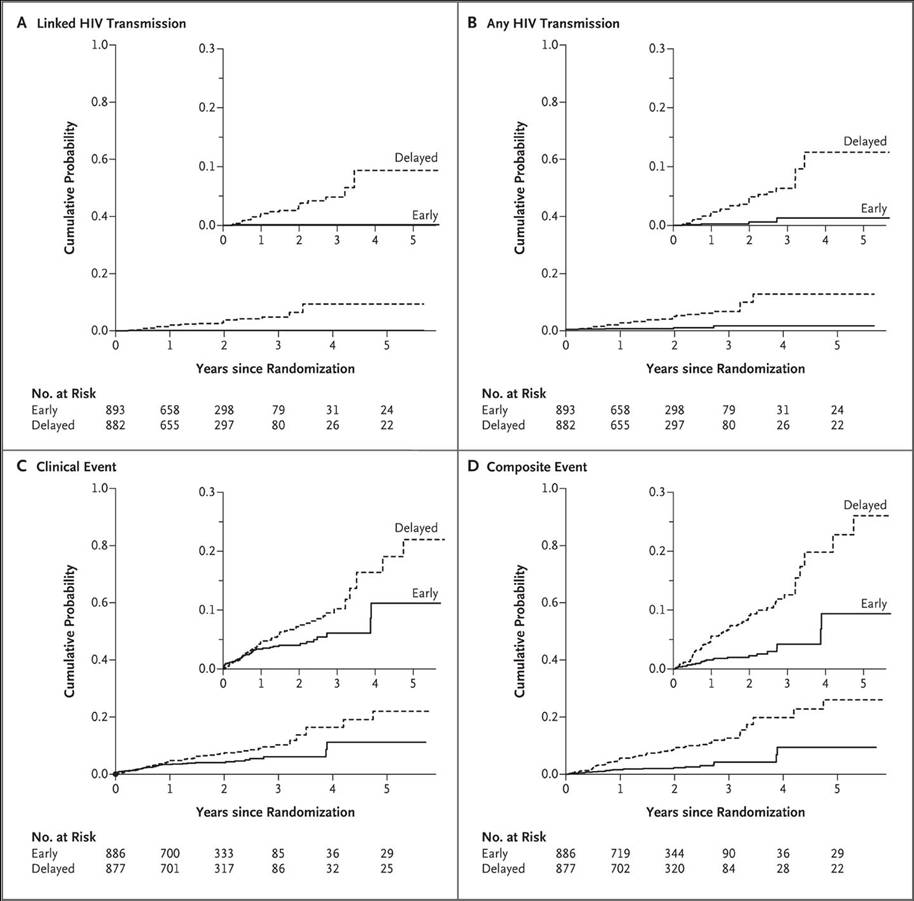 A Linked HIV Transmission
1.0
0.8
0.6
0.4
0.2
0.0
Cumulative Probability
0.3
0.2
0.1
0.0
Delayed
Early
0 1 2 3 4 5
0 1 2 3 4 5
Years since Randomization
No. at Risk
Early 893 658 298 79 31 24
Delayed 882 655 297 80 26 22
B Any HIV Transmission
1.0
0.8
0.6
0.4
0.2
0.0
Cumulative Probability
0.3
0.2
0.1
0.0
Delayed
Early
0 1 2 3 4 5
0 1 2 3 4 5
Years since Randomization
No. at Risk
Early 893 658 298 79 31 24
Delayed 882 655 297 80 26 22
C Clinical Event
1.0
0.8
0.6
0.4
0.2
0.0
Cumulative Probability
0.3
0.2
0.1
0.0
Delayed
Early
0 1 2 3 4 5
0 1 2 3 4 5
Years since Randomization
No. at Risk
Early 886 700 333 85 36 29
Delayed 877 701 317 86 32 25
D Composite Event
1.0
0.8
0.6
0.4
0.2
0.0
Cumulative Probability
0.3
0.2
0.1
0.0
Delayed
Early
0 1 2 3 4 5
0 1 2 3 4 5
Years since Randomization
No. at Risk
Early 886 719 344 90 36 29
Delayed 877 702 320 84 28 22